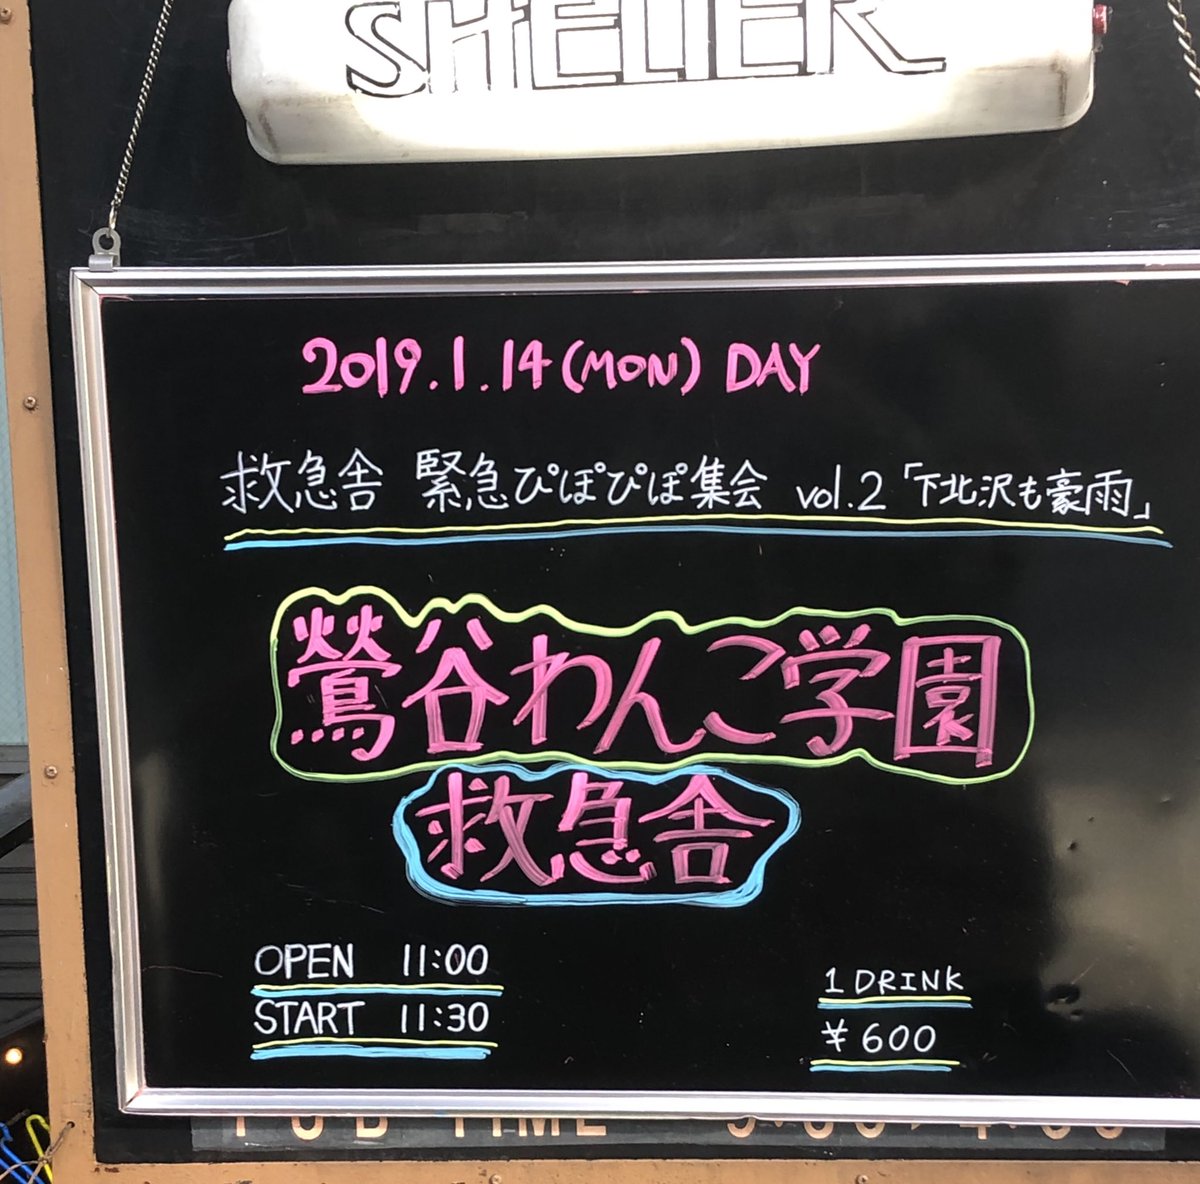 SHELTER
2019.1.14(MON) DAY
救急舎 緊急ぴぽぴぽ集会 vol.2「下北沢も豪雨」
鶯谷わんこ学園
救急舎
OPEN 11:00
START 11:30
1 DRINK
¥600
PUB TIME